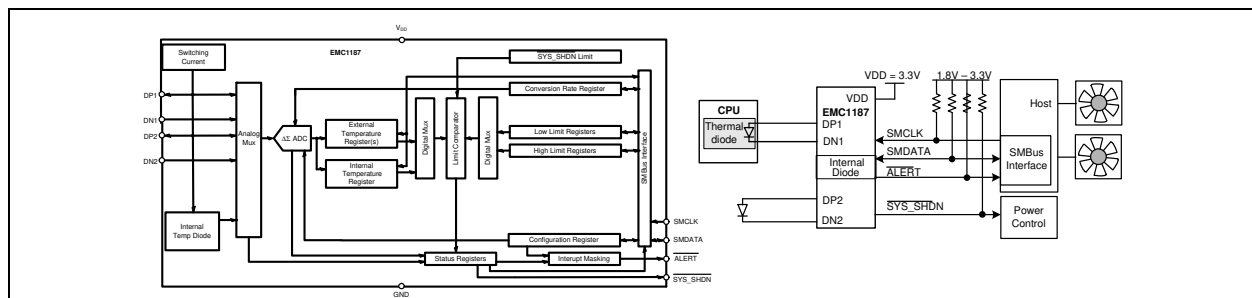 VDD
EMC1187
Switching
Current
SYS_SHDN Limit
Conversion Rate Register
DP1
DN1
DP2
DN2
Analog
Mux
ΔΣ ADC
External
Temperature
Register(s)
Internal
Temperature
Register
Digital Mux
Limit Comparator
Digital Mux
Low Limit Registers
High Limit Registers
SMBus Interface
Internal
Temp Diode
Configuration Register
Status Registers
Interupt Masking
SMCLK
SMDATA
ALERT
SYS_SHDN
GND
VDD = 3.3V
1.8V – 3.3V
CPU
Thermal
diode
VDD
EMC1187
DP1
DN1
Internal
Diode
DP2
DN2
SMCLK
SMDATA
ALERT
SYS_SHDN
Host
SMBus
Interface
Power
Control